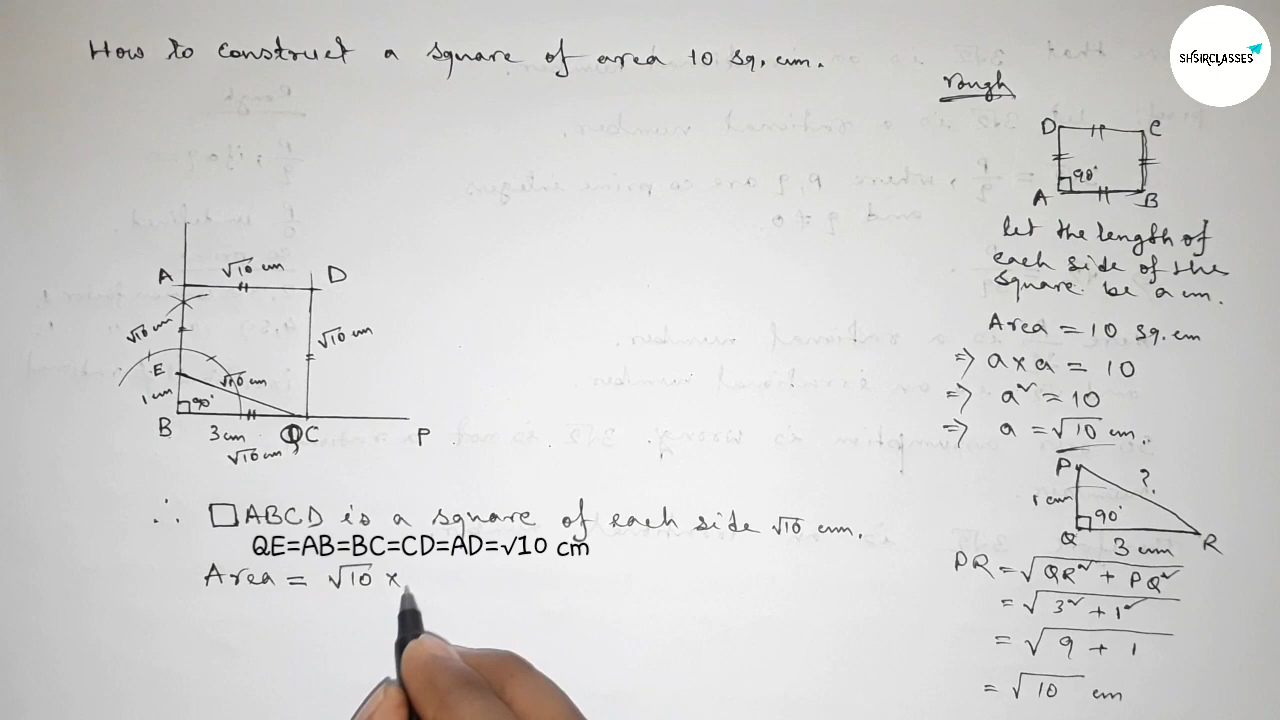 How to construct a square of area 10 sq. cm.
SHSIRCLASSES
rough
D C
90°
A B
let the length of
each side of the
square be a cm.
Area = 10 sq. cm
⇒ a × a = 10
⇒ a² = 10
⇒ a = √10 cm.
P ?
1 cm
90°
Q 3 cm R
PR = √QR² + PQ²
= √3² + 1²
= √9 + 1
= √10 cm
√10 cm
A D
√10 cm √10 cm
E √10 cm
1 cm 90°
B 3 cm Q C P
√10 cm
∴ □ABCD is a square of each side √10 cm.
QE=AB=BC=CD=AD=√10 cm
Area = √10 ×